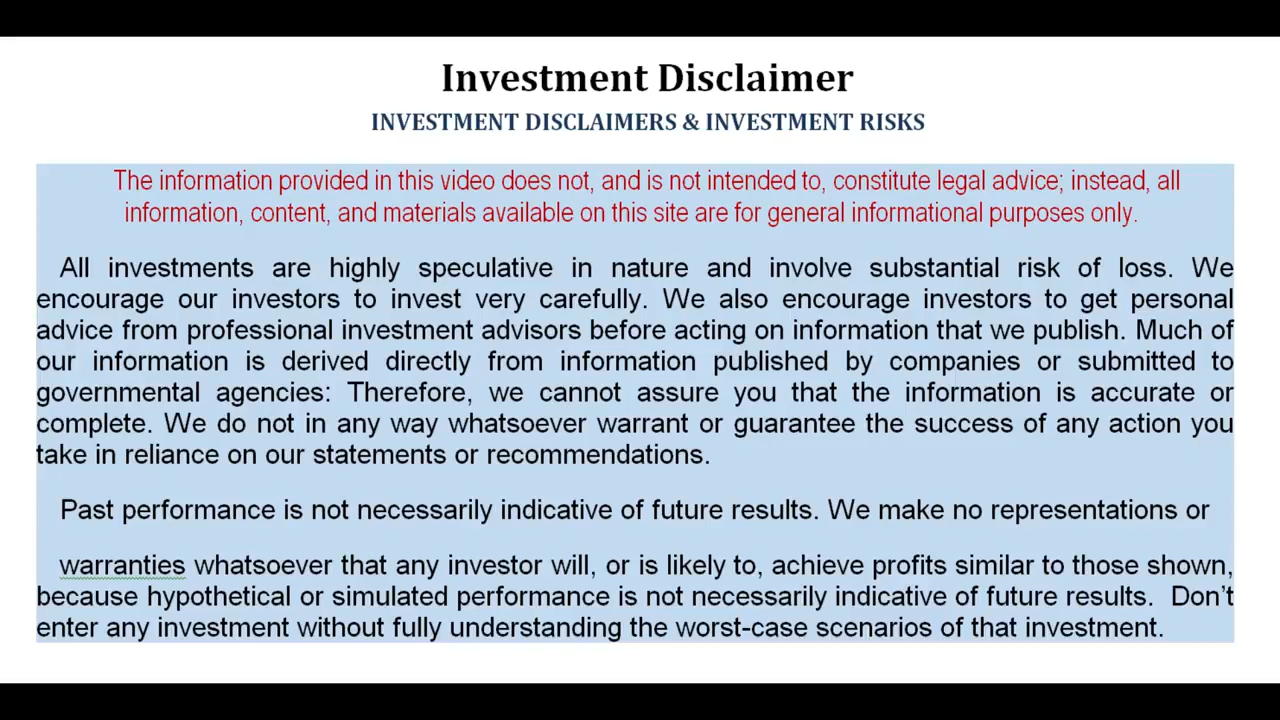 Investment Disclaimer
INVESTMENT DISCLAIMERS & INVESTMENT RISKS
The information provided in this video does not, and is not intended to, constitute legal advice; instead, all
information, content, and materials available on this site are for general informational purposes only.
All investments are highly speculative in nature and involve substantial risk of loss. We
encourage our investors to invest very carefully. We also encourage investors to get personal
advice from professional investment advisors before acting on information that we publish. Much of
our information is derived directly from information published by companies or submitted to
governmental agencies: Therefore, we cannot assure you that the information is accurate or
complete. We do not in any way whatsoever warrant or guarantee the success of any action you
take in reliance on our statements or recommendations.
Past performance is not necessarily indicative of future results. We make no representations or
warranties whatsoever that any investor will, or is likely to, achieve profits similar to those shown,
because hypothetical or simulated performance is not necessarily indicative of future results.  Don’t
enter any investment without fully understanding the worst-case scenarios of that investment.